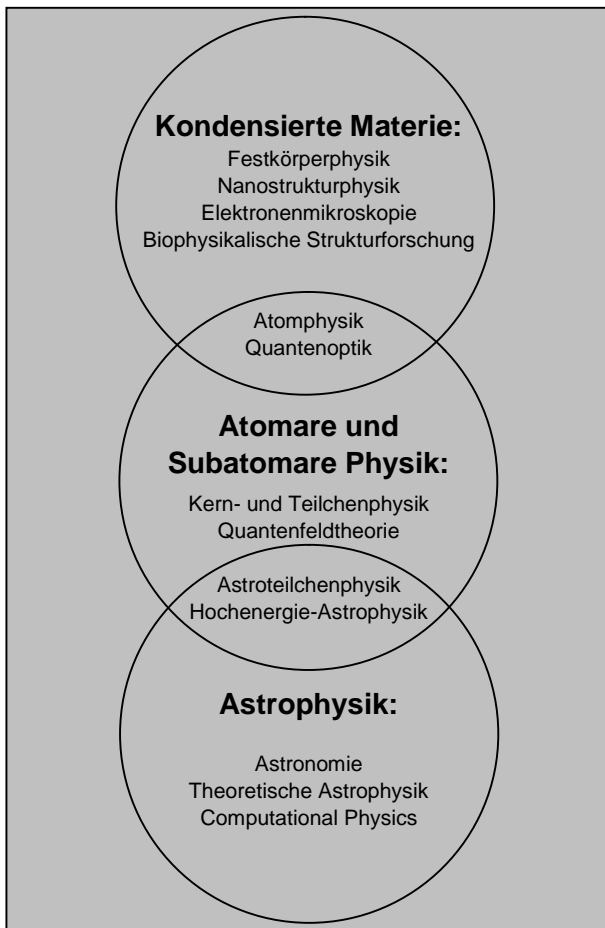 Kondensierte Materie:
Festkörperphysik
Nanostrukturphysik
Elektronenmikroskopie
Biophysikalische Strukturforschung
Atomphysik
Quantenoptik
Atomare und
Subatomare Physik:
Kern- und Teilchenphysik
Quantenfeldtheorie
Astroteilchenphysik
Hochenergie-Astrophysik
Astrophysik:
Astronomie
Theoretische Astrophysik
Computational Physics